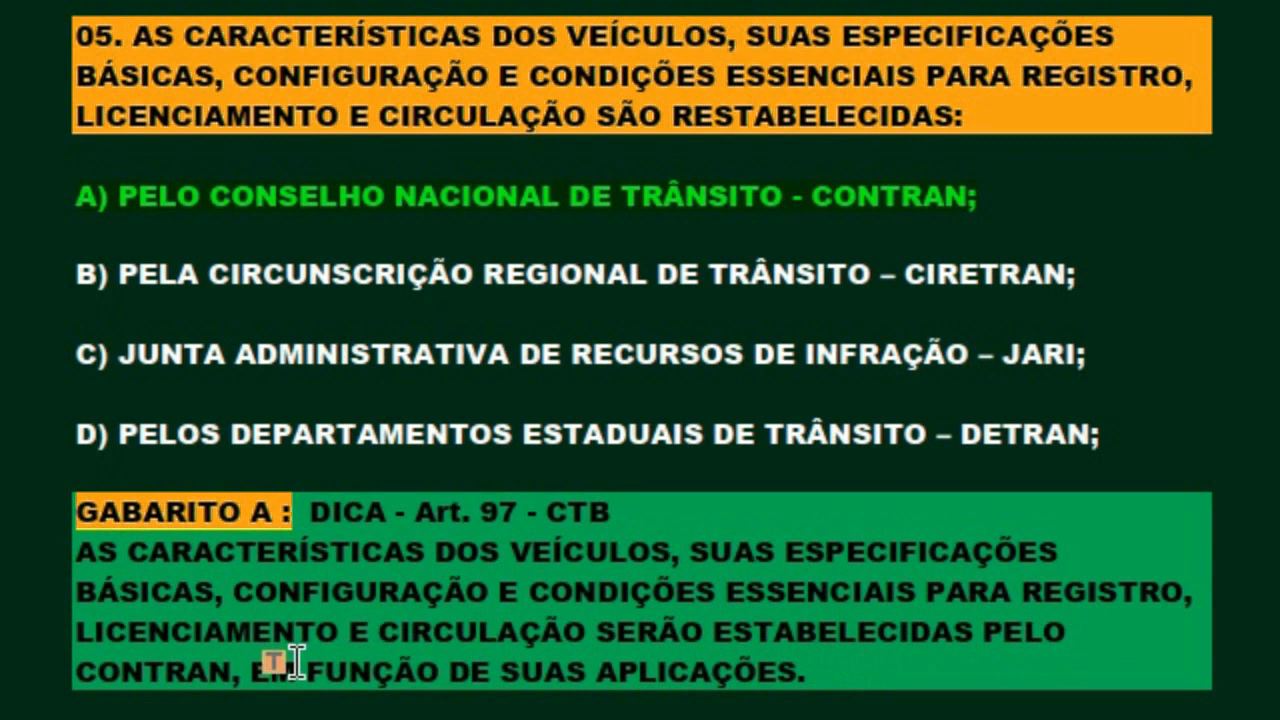 05. AS CARACTERÍSTICAS DOS VEÍCULOS, SUAS ESPECIFICAÇÕES
BÁSICAS, CONFIGURAÇÃO E CONDIÇÕES ESSENCIAIS PARA REGISTRO,
LICENCIAMENTO E CIRCULAÇÃO SÃO RESTABELECIDAS:
A) PELO CONSELHO NACIONAL DE TRÂNSITO - CONTRAN;
B) PELA CIRCUNSCRIÇÃO REGIONAL DE TRÂNSITO – CIRETRAN;
C) JUNTA ADMINISTRATIVA DE RECURSOS DE INFRAÇÃO – JARI;
D) PELOS DEPARTAMENTOS ESTADUAIS DE TRÂNSITO – DETRAN;
GABARITO A : DICA - Art. 97 - CTB
AS CARACTERÍSTICAS DOS VEÍCULOS, SUAS ESPECIFICAÇÕES
BÁSICAS, CONFIGURAÇÃO E CONDIÇÕES ESSENCIAIS PARA REGISTRO,
LICENCIAMENTO E CIRCULAÇÃO SERÃO ESTABELECIDAS PELO
CONTRAN, EM FUNÇÃO DE SUAS APLICAÇÕES.